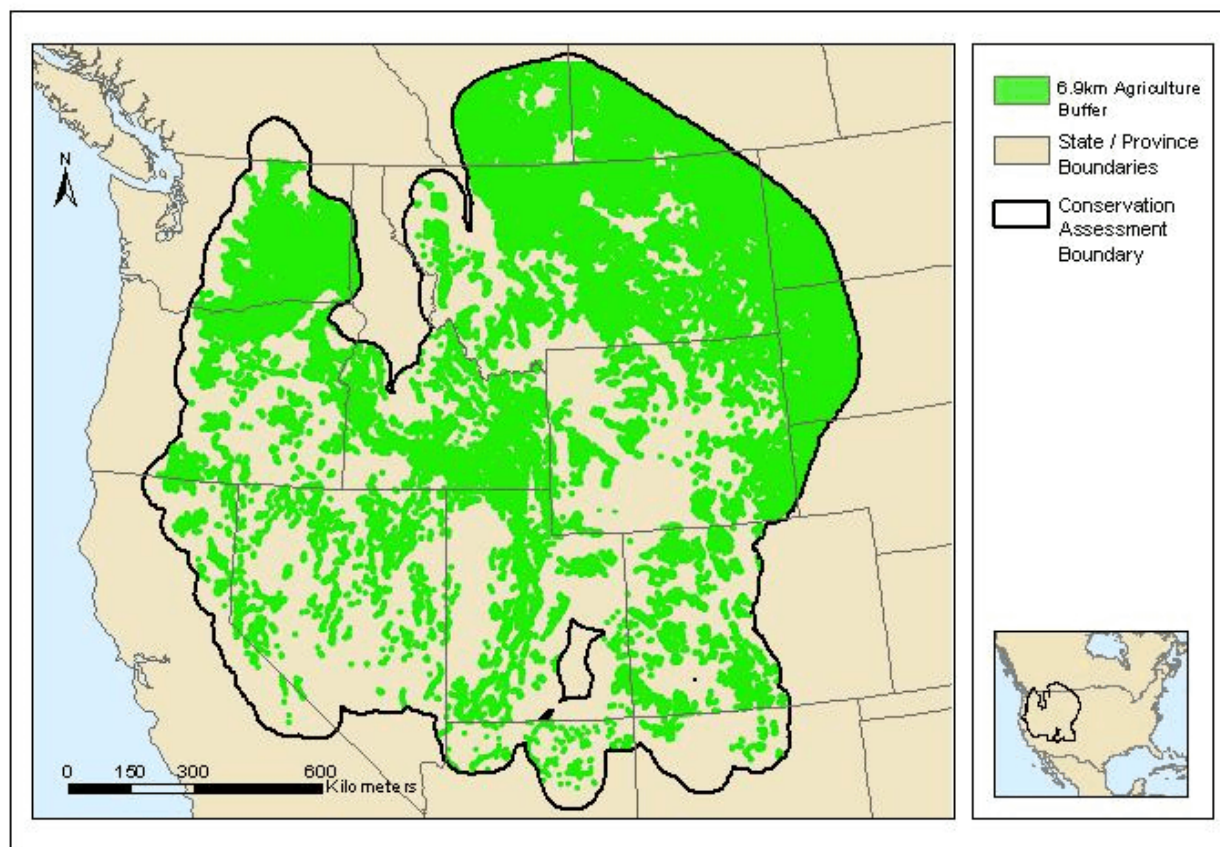 N
0 150 300 600
Kilometers
6.9km Agriculture
Buffer
State / Province
Boundaries
Conservation
Assessment
Boundary